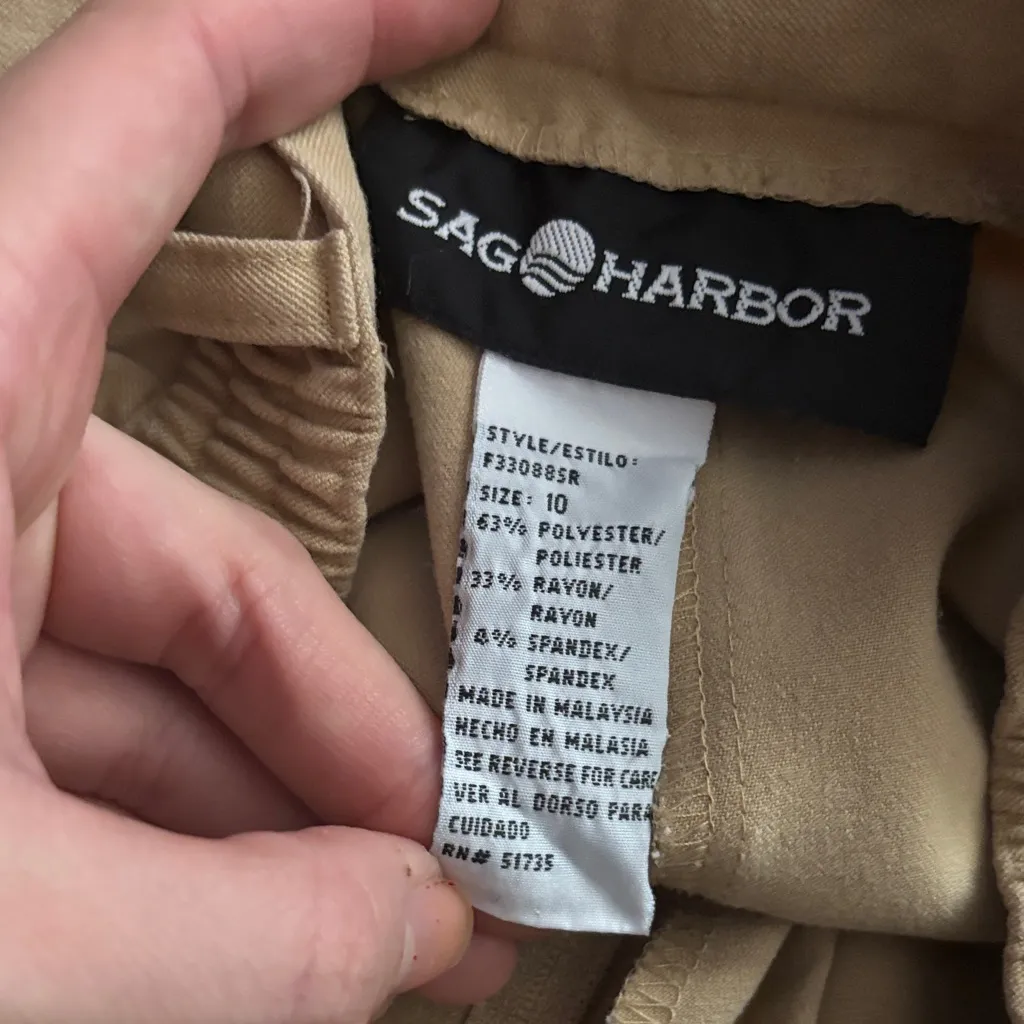 SAG HARBOR
STYLE/ESTILO:
F33088SR
SIZE: 10
63% POLYESTER/
POLIESTER
33% RAYON/
RAYON
4% SPANDEX/
SPANDEX
MADE IN MALAYSIA
HECHO EN MALASIA
SEE REVERSE FOR CARE
VER AL DORSO PARA
CUIDADO
RN# 51735